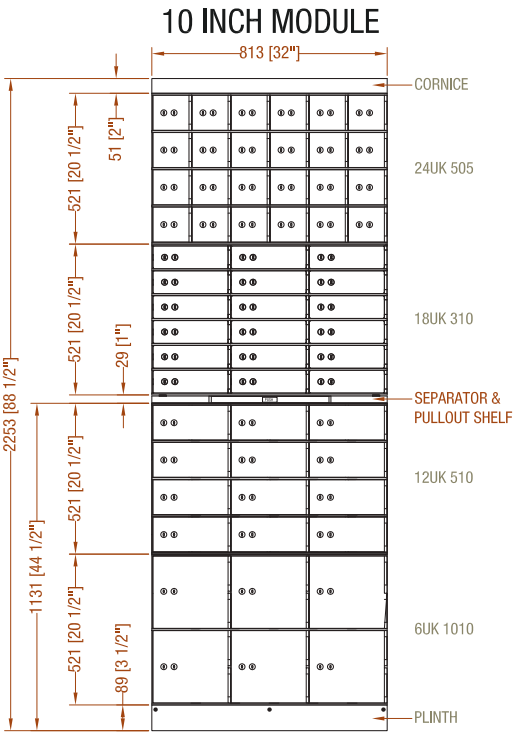 10 INCH MODULE
813 [32"]
CORNICE
51 [2"]
521 [20 1/2"]
24UK 505
521 [20 1/2"]
18UK 310
29 [1"]
2253 [88 1/2"]
SEPARATOR &
PULLOUT SHELF
521 [20 1/2"]
12UK 510
1131 [44 1/2"]
521 [20 1/2"]
6UK 1010
89 [3 1/2"]
PLINTH